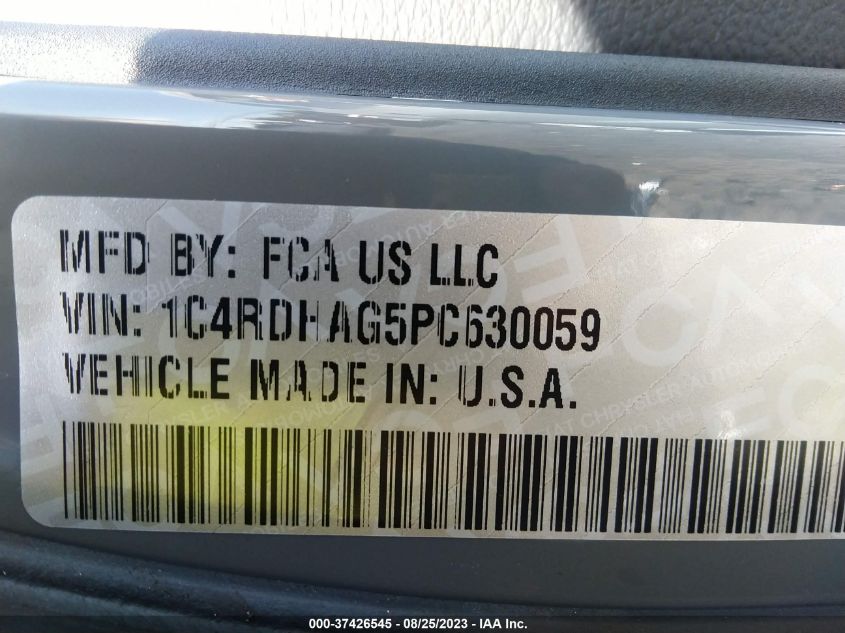 MFD BY: FCA US LLC
VIN: 1C4RDHAG5PC630059
VEHICLE MADE IN: U.S.A.
000-37426545 - 08/25/2023 - IAA Inc.